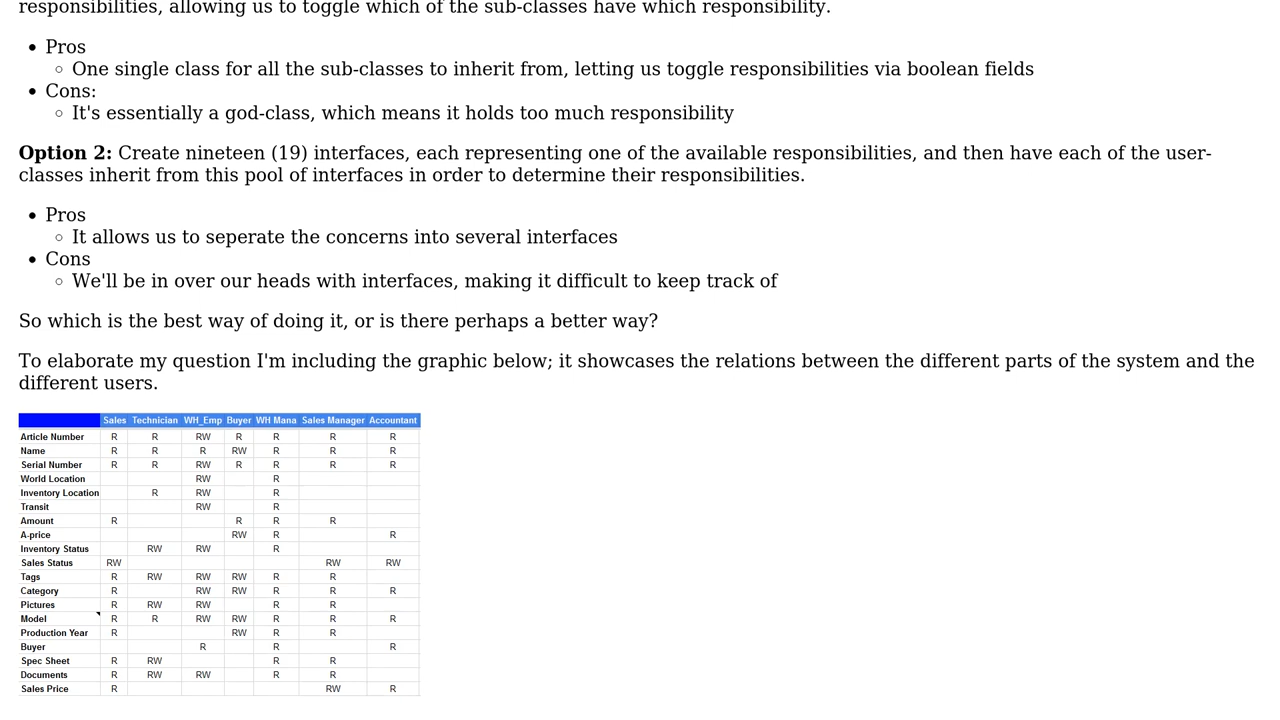 responsibilities, allowing us to toggle which of the sub-classes have which responsibility.
• Pros
◦ One single class for all the sub-classes to inherit from, letting us toggle responsibilities via boolean fields
• Cons:
◦ It's essentially a god-class, which means it holds too much responsibility
Option 2: Create nineteen (19) interfaces, each representing one of the available responsibilities, and then have each of the user-
classes inherit from this pool of interfaces in order to determine their responsibilities.
• Pros
◦ It allows us to seperate the concerns into several interfaces
• Cons
◦ We'll be in over our heads with interfaces, making it difficult to keep track of
So which is the best way of doing it, or is there perhaps a better way?
To elaborate my question I'm including the graphic below; it showcases the relations between the different parts of the system and the
different users.
Sales Technician WH_Emp Buyer WH Mana Sales Manager Accountant
Article Number R R RW R R R R
Name R R R RW R R R
Serial Number R R RW R R R R
World Location RW R
Inventory Location R RW R
Transit RW R
Amount R R R R
A-price RW R R
Inventory Status RW RW R
Sales Status RW RW RW
Tags R RW RW RW R R
Category R RW RW R R R
Pictures R RW RW R R
Model R R RW RW R R R
Production Year R RW R R
Buyer R R R
Spec Sheet R RW R R
Documents R RW RW R R
Sales Price R RW R